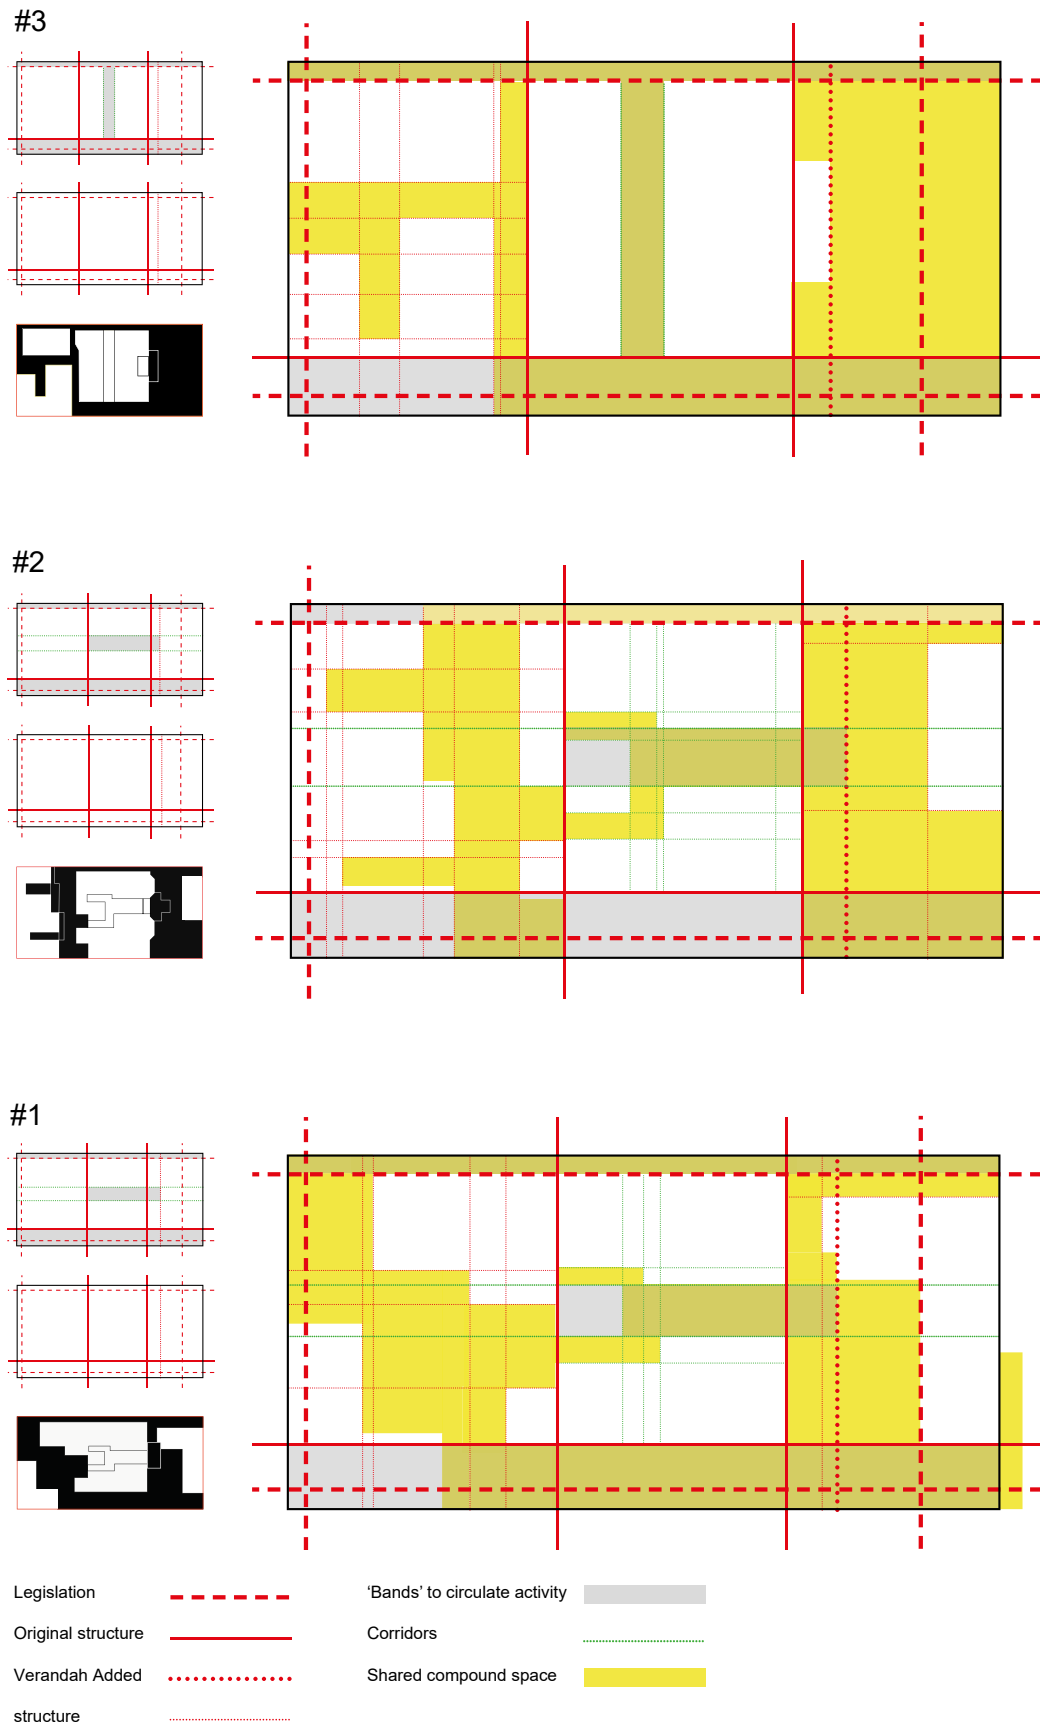 #3
#2
#1
Legislation
'Bands' to circulate activity
Original structure
Corridors
Verandah Added
Shared compound space
structure